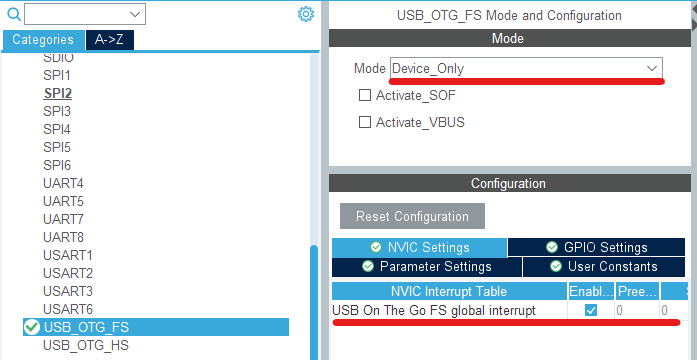 Categories
A->Z
SDIO
SPI1
SPI2
SPI3
SPI4
SPI5
SPI6
UART4
UART5
UART7
UART8
USART1
USART2
USART3
USART6
USB_OTG_FS
USB_OTG_HS
USB_OTG_FS Mode and Configuration
Mode
Mode Device_Only
Activate_SOF
Activate_VBUS
Configuration
Reset Configuration
NVIC Settings
GPIO Settings
Parameter Settings
User Constants
NVIC Interrupt Table Enabl... Pree...
USB On The Go FS global interrupt 0 0